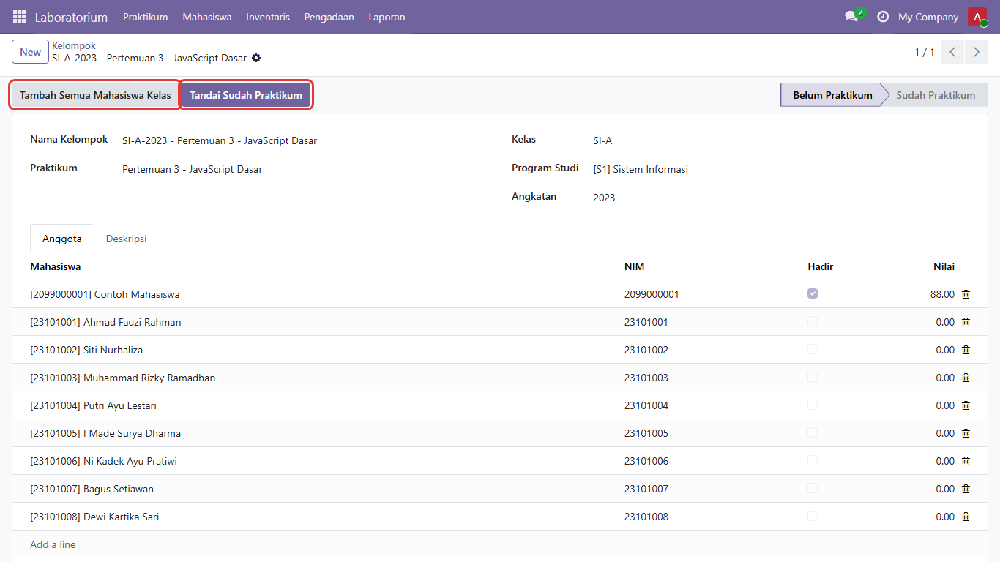 Laboratorium Praktikum Mahasiswa Inventaris Pengadaan Laporan 2 My Company A
New Kelompok 1 / 1
SI-A-2023 - Pertemuan 3 - JavaScript Dasar
Tambah Semua Mahasiswa Kelas Tandai Sudah Praktikum Belum Praktikum Sudah Praktikum
Nama Kelompok SI-A-2023 - Pertemuan 3 - JavaScript Dasar Kelas SI-A
Praktikum Pertemuan 3 - JavaScript Dasar Program Studi [S1] Sistem Informasi
Angkatan 2023
Anggota Deskripsi
Mahasiswa NIM Hadir Nilai
[2099000001] Contoh Mahasiswa 2099000001 88.00
[23101001] Ahmad Fauzi Rahman 23101001 0.00
[23101002] Siti Nurhaliza 23101002 0.00
[23101003] Muhammad Rizky Ramadhan 23101003 0.00
[23101004] Putri Ayu Lestari 23101004 0.00
[23101005] I Made Surya Dharma 23101005 0.00
[23101006] Ni Kadek Ayu Pratiwi 23101006 0.00
[23101007] Bagus Setiawan 23101007 0.00
[23101008] Dewi Kartika Sari 23101008 0.00
Add a line